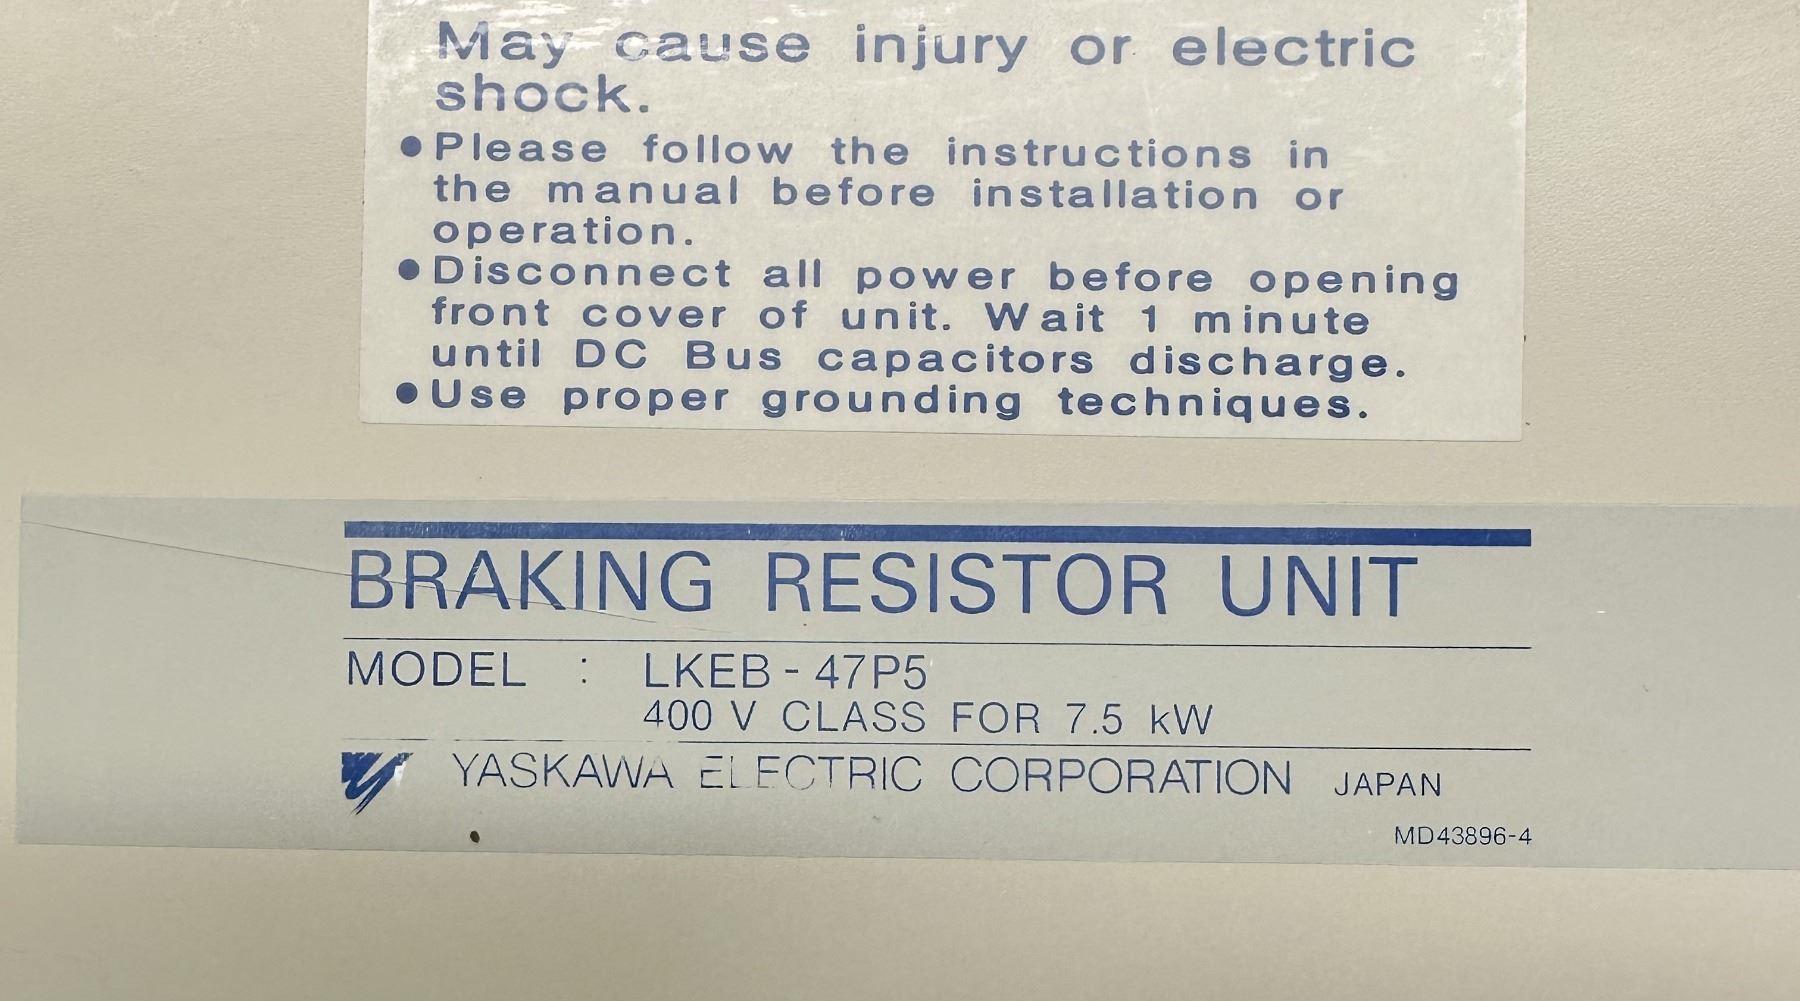 May cause injury or electric
shock.
●Please follow the instructions in
the manual before installation or
operation.
●Disconnect all power before opening
front cover of unit. Wait 1 minute
until DC Bus capacitors discharge.
●Use proper grounding techniques.
BRAKING RESISTOR UNIT
MODEL : LKEB-47P5
400 V CLASS FOR 7.5 kW
YASKAWA ELECTRIC CORPORATION JAPAN
MD43896-4